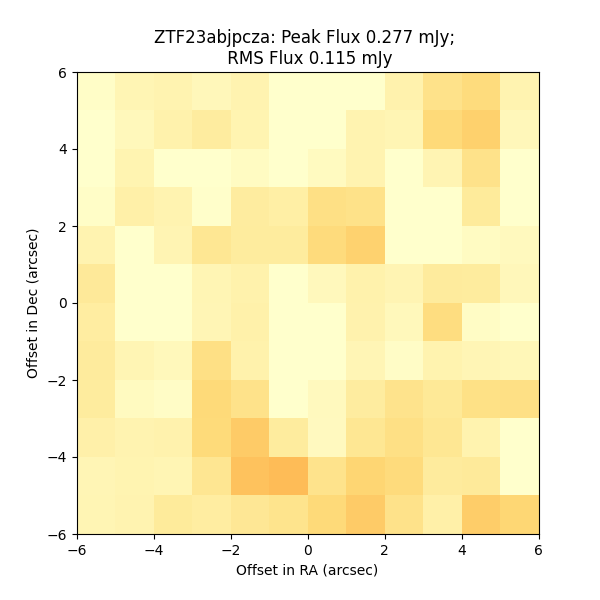 ZTF23abjpcza: Peak Flux 0.277 mJy;
RMS Flux 0.115 mJy
6
4
2
0
−2
−4
−6
Offset in Dec (arcsec)
−6 −4 −2 0 2 4 6
Offset in RA (arcsec)